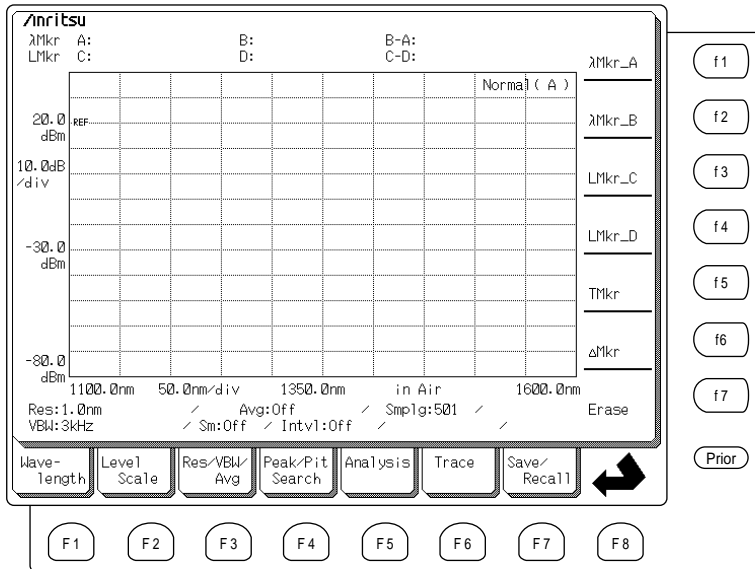 Anritsu
λMkr A: B: B-A:
LMkr C: D: C-D:
Normal( A )
20.0
dBm
REF
10.0dB
/div
-30.0
dBm
-80.0
dBm
1100.0nm 50.0nm/div 1350.0nm in Air 1600.0nm
Res:1.0nm / Avg:Off / Smplg:501 /
VBW:3kHz / Sm:Off / Intvl:Off / /
λMkr_A
λMkr_B
LMkr_C
LMkr_D
TMkr
ΔMkr
Erase
f1
f2
f3
f4
f5
f6
f7
Prior
Wave-
length
Level
Scale
Res/VBW/
Avg
Peak/Pit
Search
Analysis
Trace
Save/
Recall
F1 F2 F3 F4 F5 F6 F7 F8